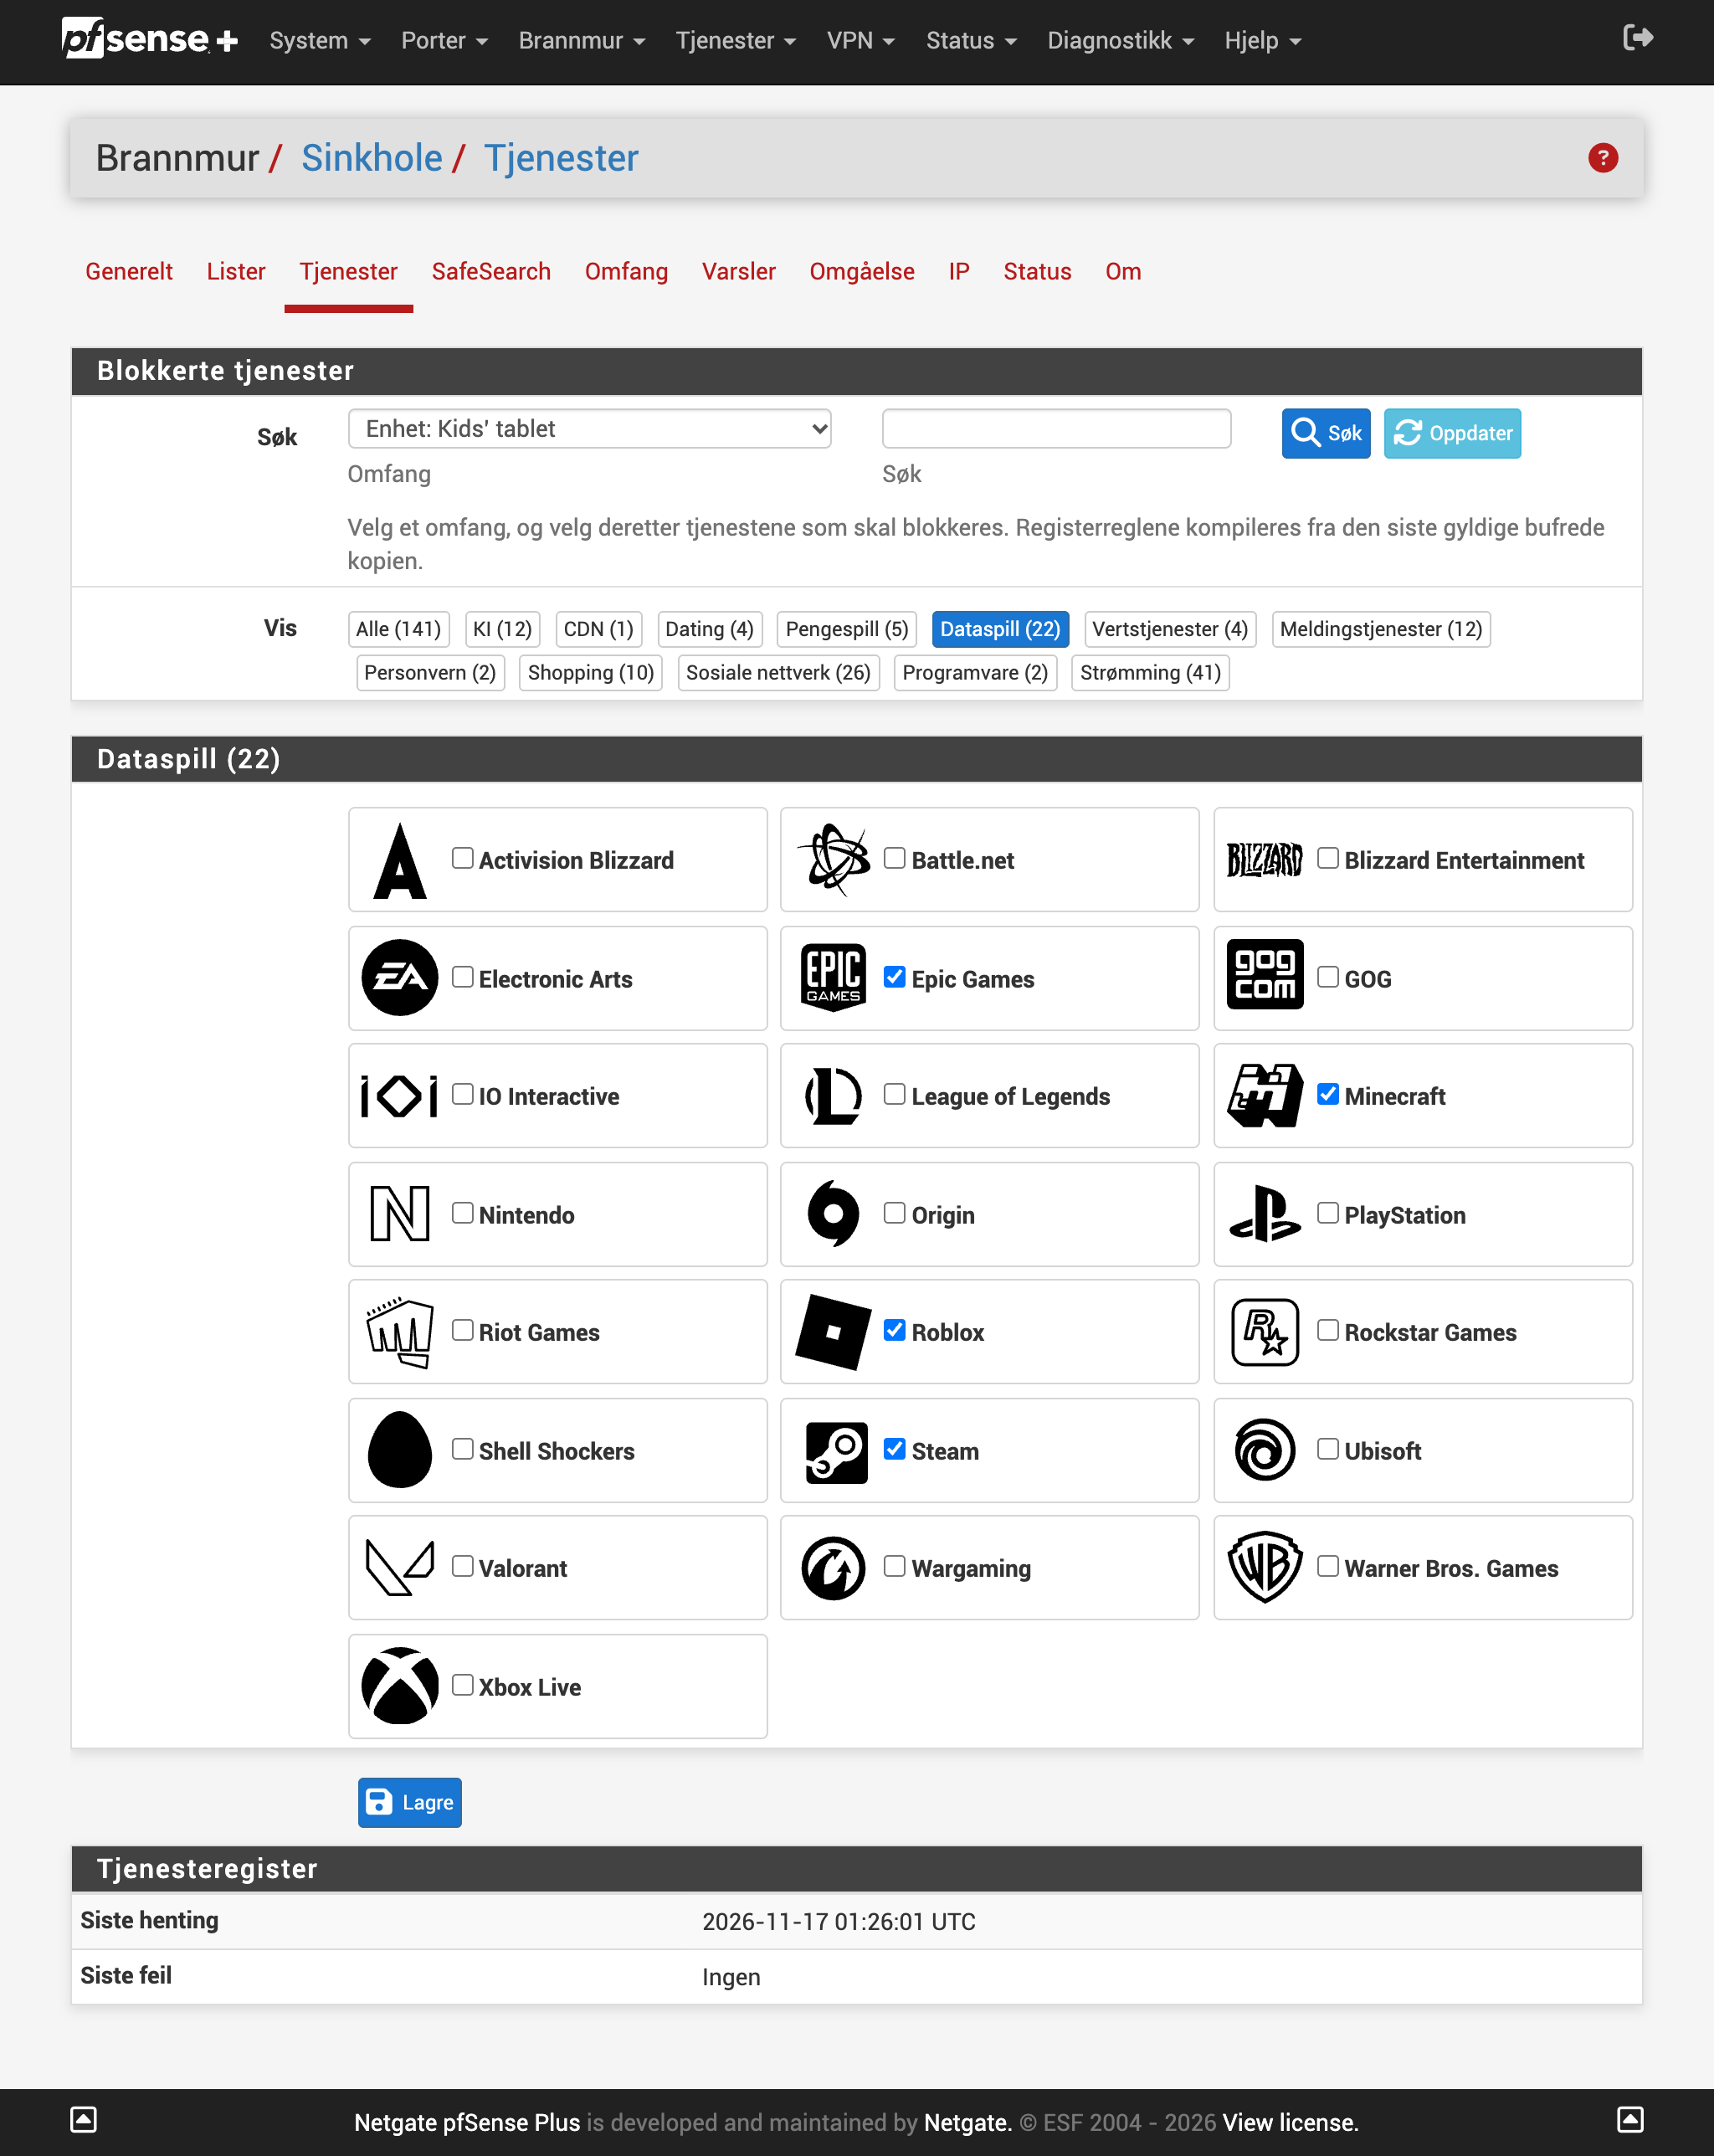 pfsense + System Porter Brannmur Tjenester VPN Status Diagnostikk Hjelp
Brannmur / Sinkhole / Tjenester ?
Generelt Lister Tjenester SafeSearch Omfang Varsler Omgåelse IP Status Om
Blokkerte tjenester
Søk Enhet: Kids' tablet Søk Oppdater
Omfang Søk
Velg et omfang, og velg deretter tjenestene som skal blokkeres. Registerreglene kompileres fra den siste gyldige bufrede
kopien.
Vis Alle (141) KI (12) CDN (1) Dating (4) Pengespill (5) Dataspill (22) Vertstjenester (4) Meldingstjenester (12)
Personvern (2) Shopping (10) Sosiale nettverk (26) Programvare (2) Strømming (41)
Dataspill (22)
Activision Blizzard Battle.net BLIZZARD Blizzard Entertainment
EA Electronic Arts EPIC GAMES Epic Games gog com GOG
iOi IO Interactive L League of Legends Minecraft
N Nintendo Origin PlayStation
Riot Games Roblox R Rockstar Games
Shell Shockers Steam Ubisoft
Valorant Wargaming WB Warner Bros. Games
Xbox Live
Lagre
Tjenesteregister
Siste henting 2026-11-17 01:26:01 UTC
Siste feil Ingen
Netgate pfSense Plus is developed and maintained by Netgate. © ESF 2004 - 2026 View license.